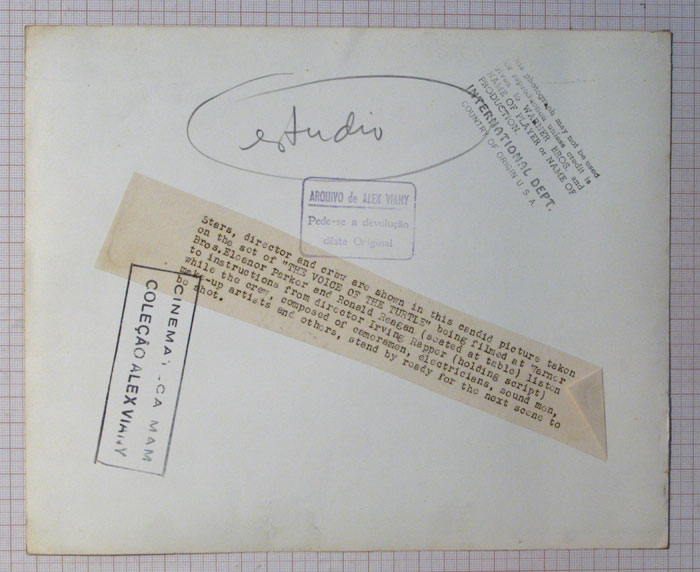 estudio
This photograph may not be used
for reproduction unless credit is
given to WARNER BROS. and
NAME OF PLAYER or NAME OF
PRODUCTION
INTERNATIONAL DEPT.
COUNTRY OF ORIGIN U. S. A.
ARQUIVO de ALEX VIANY
Pede-se a devolução
dêste Original
Stars, director and crew are shown in this candid picture taken
on the set of "THE VOICE OF THE TURTLE" being filmed at Warner
Bros. Eleanor Parker and Ronald Reagan (seated at table) listen
to instructions from director Irving Rapper (holding script)
while the crew, composed of cameramen, electricians, sound men,
make-up artists and others, stand by ready for the next scene to
be shot.
CINEMATECA MAM
COLEÇÃO ALEX VIANY